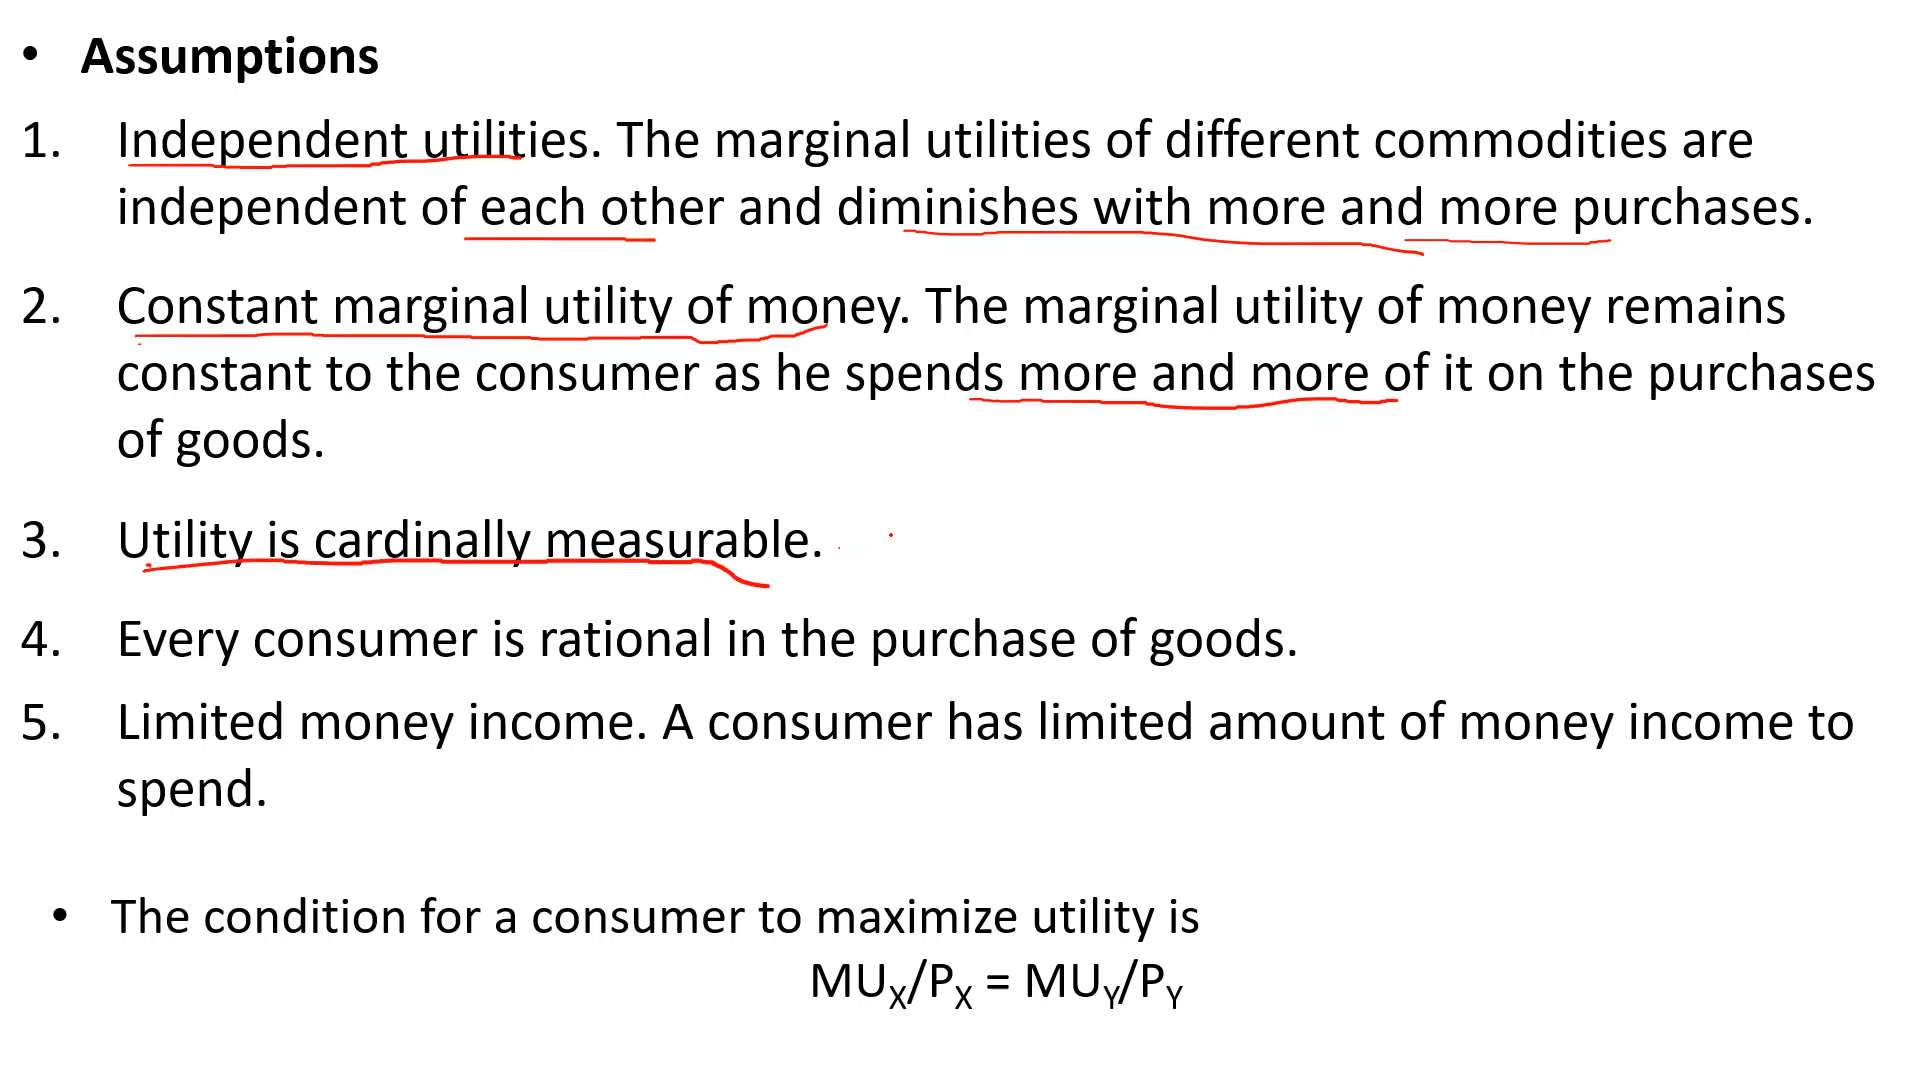 • Assumptions
1. Independent utilities. The marginal utilities of different commodities are
independent of each other and diminishes with more and more purchases.
2. Constant marginal utility of money. The marginal utility of money remains
constant to the consumer as he spends more and more of it on the purchases
of goods.
3. Utility is cardinally measurable.
4. Every consumer is rational in the purchase of goods.
5. Limited money income. A consumer has limited amount of money income to
spend.
• The condition for a consumer to maximize utility is
MUX/PX = MUY/PY